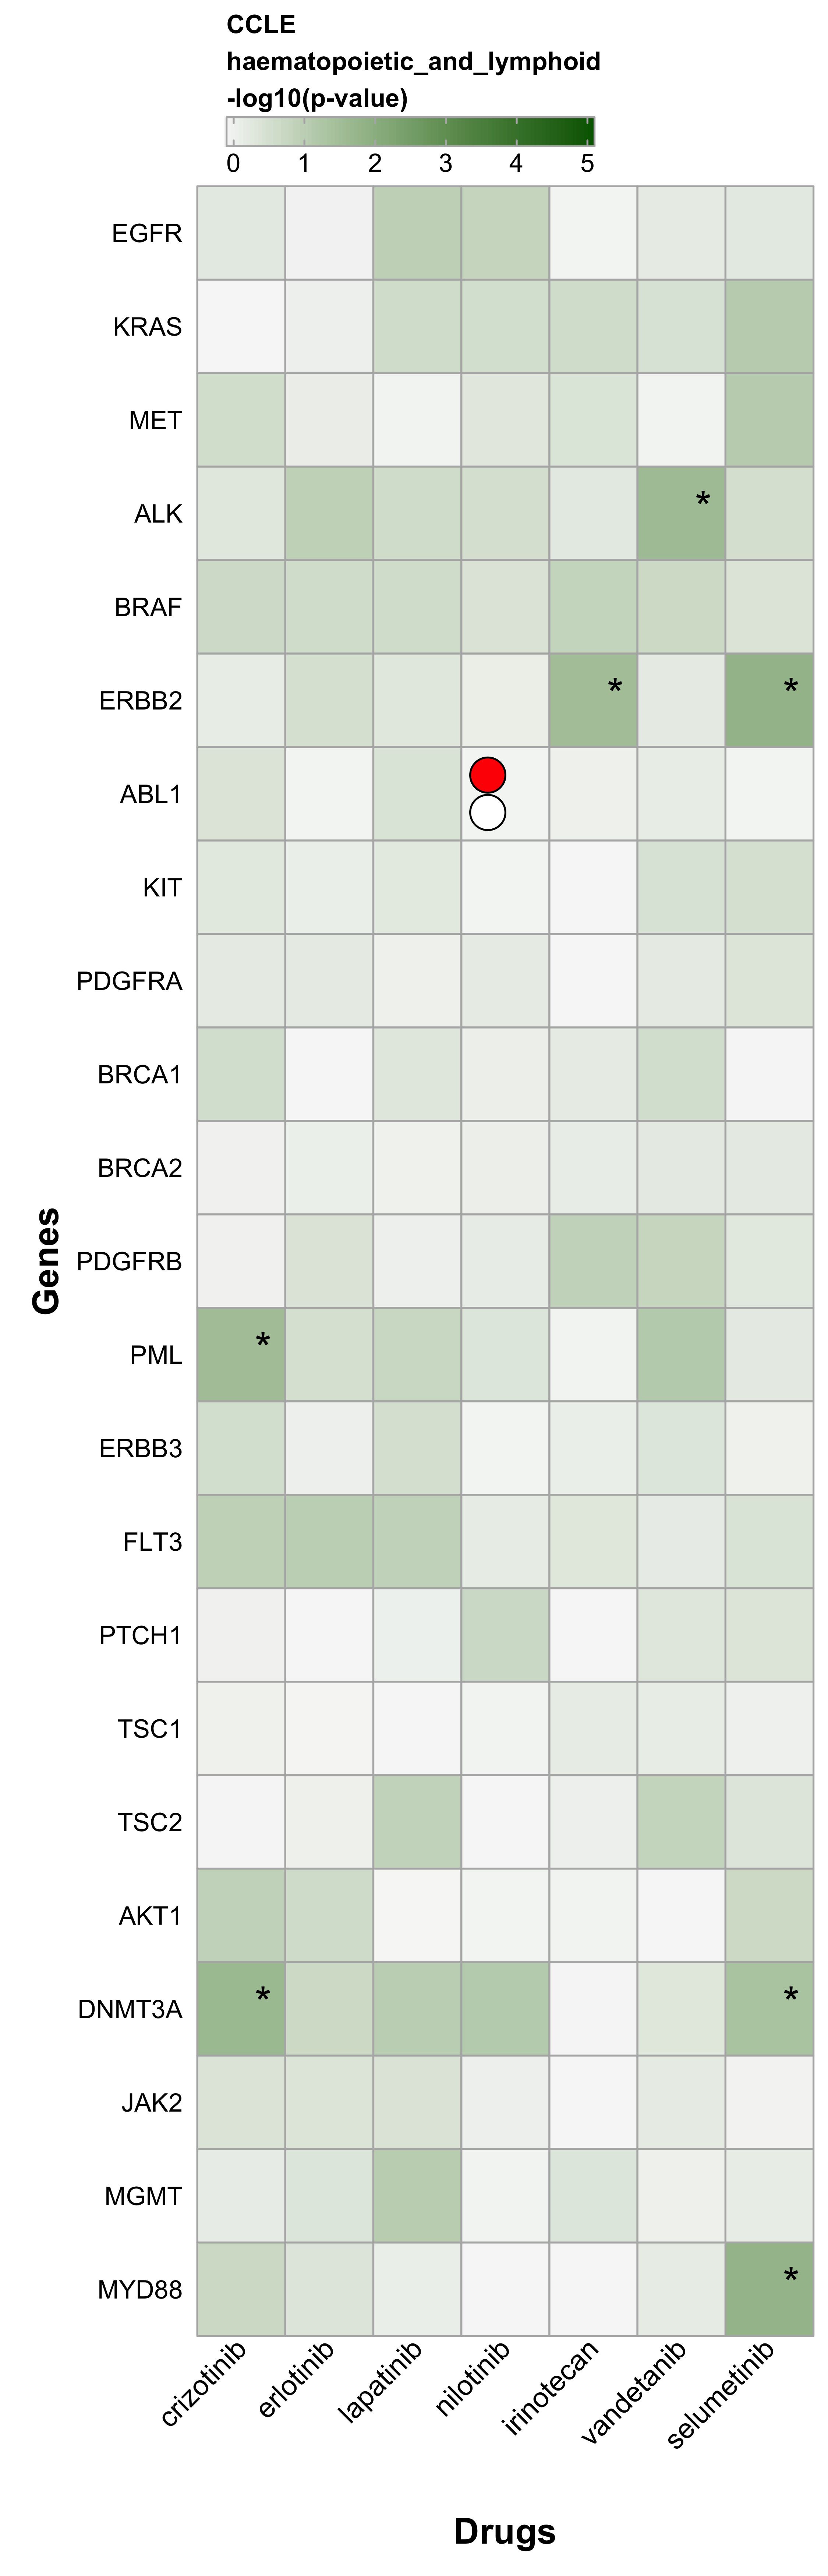 CCLE
haematopoietic_and_lymphoid
-log10(p-value)
0 1 2 3 4 5
EGFR
KRAS
MET
ALK *
BRAF
ERBB2 * *
ABL1
KIT
PDGFRA
BRCA1
BRCA2
PDGFRB
PML *
ERBB3
FLT3
PTCH1
TSC1
TSC2
AKT1
DNMT3A * *
JAK2
MGMT
MYD88 *
Genes
crizotinib erlotinib lapatinib nilotinib irinotecan vandetanib selumetinib
Drugs